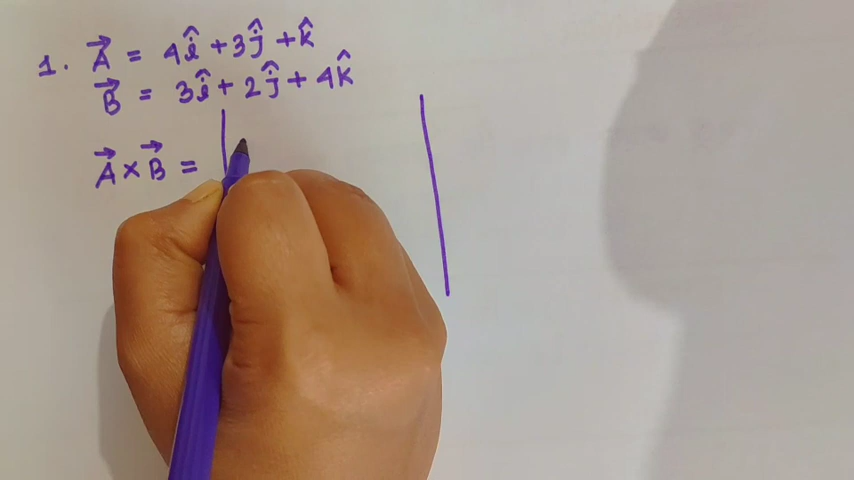 1. A⃗ = 4î + 3ĵ + k̂
B⃗ = 3î + 2ĵ + 4k̂
A⃗ × B⃗ =